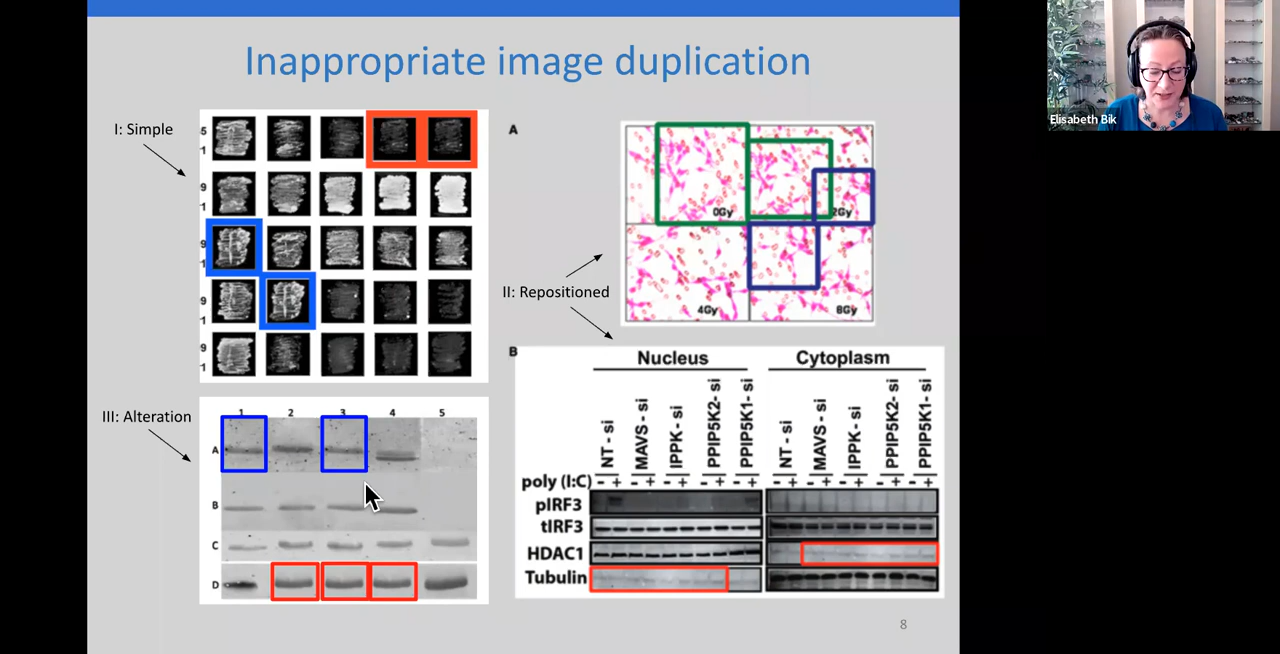 Inappropriate image duplication
Elisabeth Bik
I: Simple
5
1
9
1
9
1
9
1
9
1
A
0Gy
2Gy
4Gy
8Gy
II: Repositioned
III: Alteration
1 2 3 4 5
A
B
C
D
B
Nucleus Cytoplasm
NT - si MAVS - si IPPK - si PPIP5K2 - si PPIP5K1 - si NT - si MAVS - si IPPK - si PPIP5K2 - si PPIP5K1 - si
poly (I:C) - + - + - + - + - + - + - + - + - + - +
pIRF3
tIRF3
HDAC1
Tubulin
8